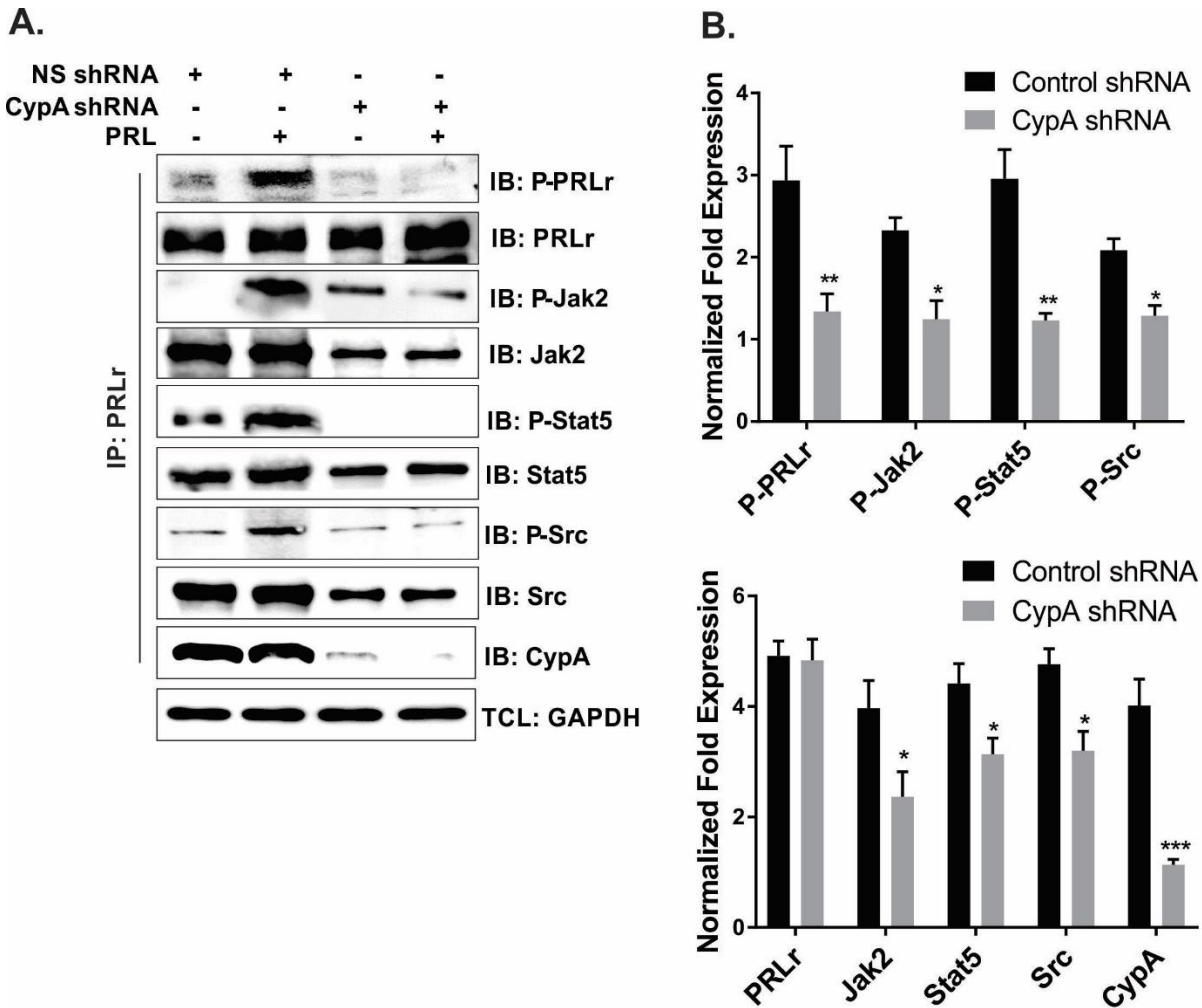 A.
NS shRNA + + - -
CypA shRNA - - + +
PRL - + - +
IP: PRLr
IB: P-PRLr
IB: PRLr
IB: P-Jak2
IB: Jak2
IB: P-Stat5
IB: Stat5
IB: P-Src
IB: Src
IB: CypA
TCL: GAPDH
B.
Control shRNA
CypA shRNA
Normalized Fold Expression
4
3
2
1
0
** * ** *
P-PRLr P-Jak2 P-Stat5 P-Src
Control shRNA
CypA shRNA
Normalized Fold Expression
6
4
2
0
* * * ***
PRLr Jak2 Stat5 Src CypA